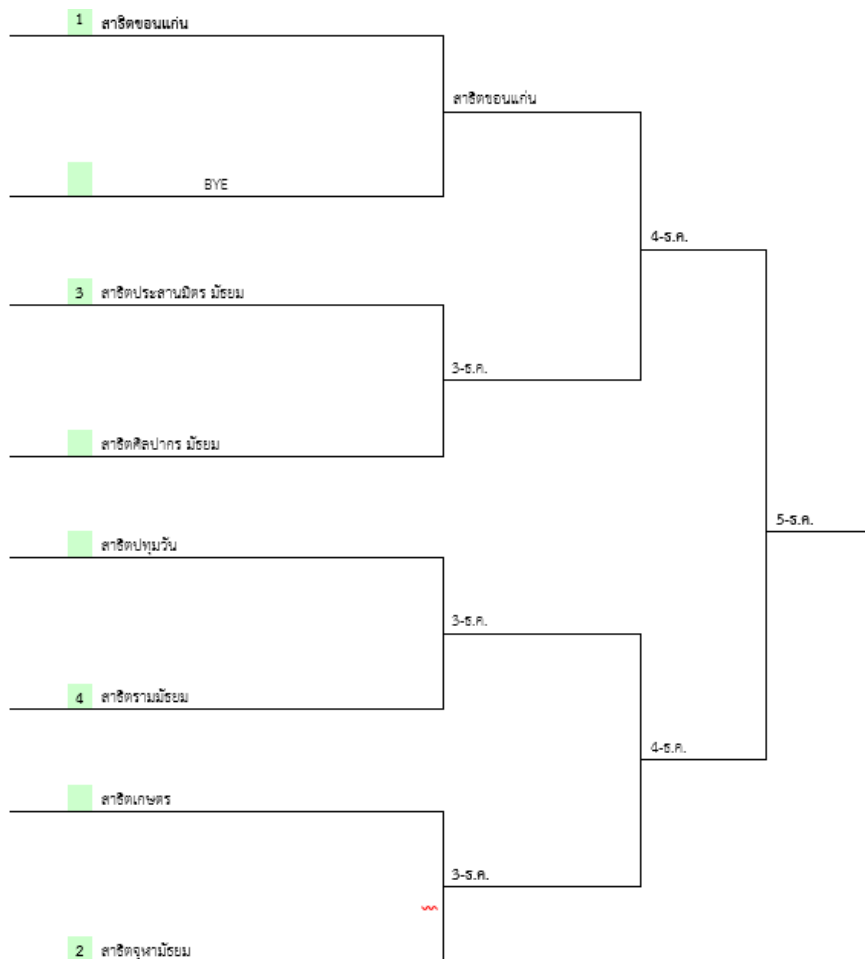 1 สาธิตขอนแก่น
สาธิตขอนแก่น
BYE
4-ธ.ค.
3 สาธิตประสานมิตร มัธยม
3-ธ.ค.
สาธิตศิลปากร มัธยม
5-ธ.ค.
สาธิตปทุมวัน
3-ธ.ค.
4 สาธิตรามมัธยม
4-ธ.ค.
สาธิตเกษตร
3-ธ.ค.
2 สาธิตจุฬามัธยม